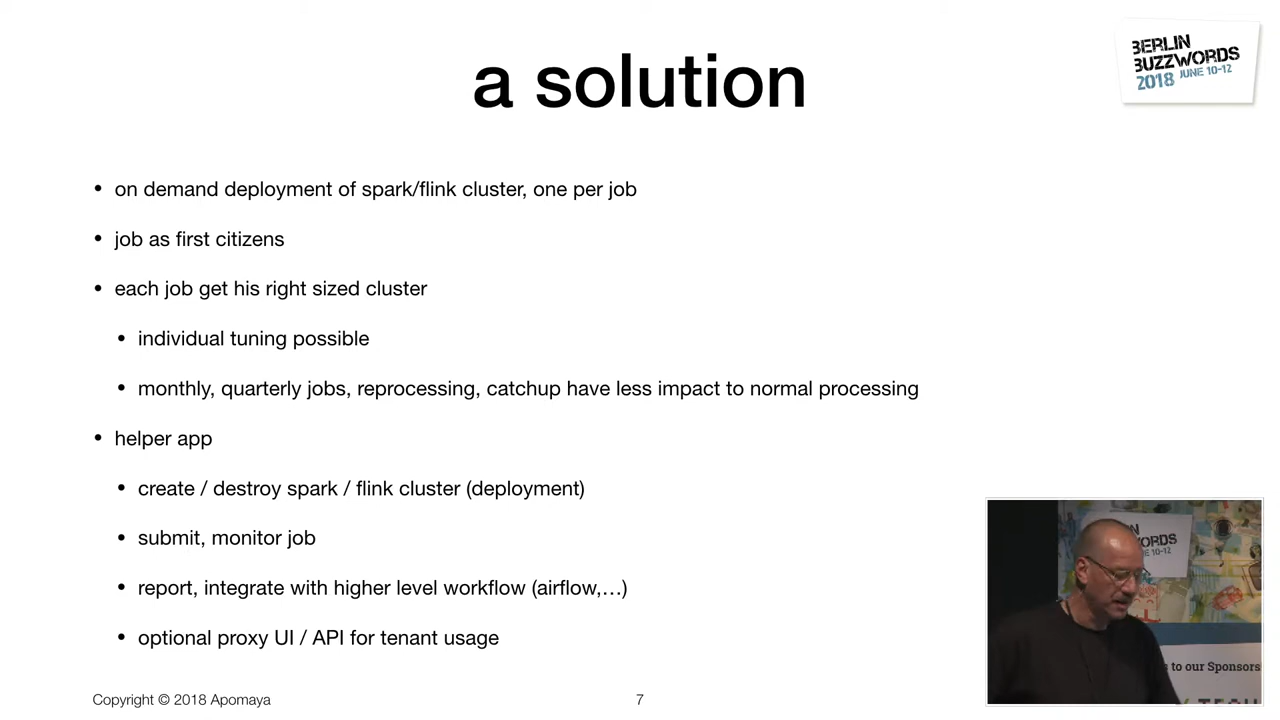 BERLIN
BUZZWORDS
2018 JUNE 10-12
a solution
• on demand deployment of spark/flink cluster, one per job
• job as first citizens
• each job get his right sized cluster
• individual tuning possible
• monthly, quarterly jobs, reprocessing, catchup have less impact to normal processing
• helper app
• create / destroy spark / flink cluster (deployment)
• submit, monitor job
• report, integrate with higher level workflow (airflow,…)
• optional proxy UI / API for tenant usage
to our Sponsors
Copyright © 2018 Apomaya
7